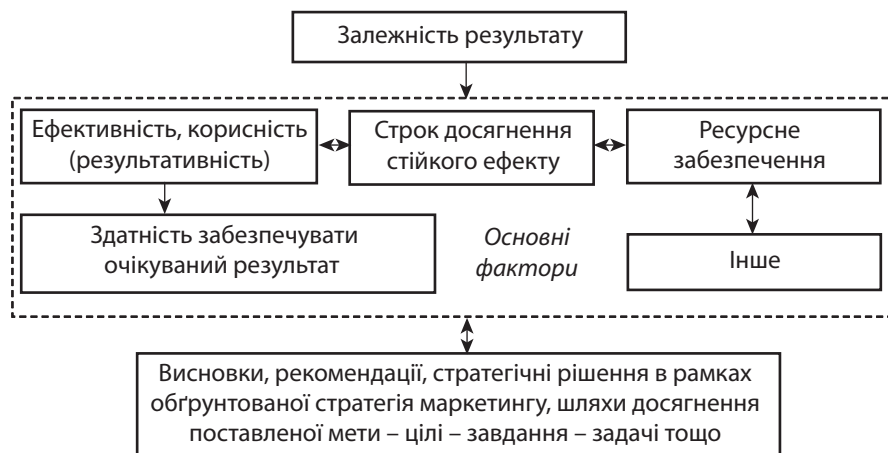 Залежність результату
Ефективність, корисність
(результативність)
Строк досягнення
стійкого ефекту
Ресурсне
забезпечення
Здатність забезпечувати
очікуваний результат
Основні
фактори
Інше
Висновки, рекомендації, стратегічні рішення в рамках
обґрунтованої стратегія маркетингу, шляхи досягнення
поставленої мети – цілі – завдання – задачі тощо